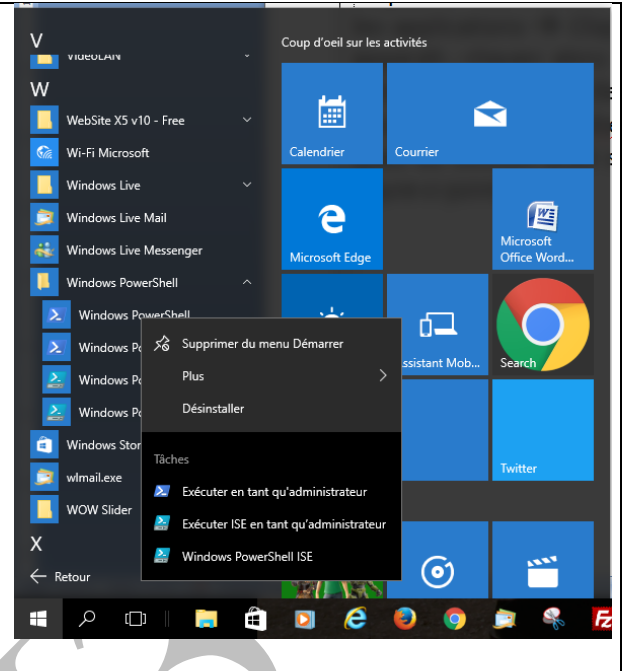 V
Coup d'oeil sur les activités
VideoLAN
W
WebSite X5 v10 - Free
Wi-Fi Microsoft
Calendrier
Courrier
Windows Live
Windows Live Mail
Windows Live Messenger
Microsoft Edge
Microsoft
Office Word...
Windows PowerShell
Windows PowerShell
Windows Po
Windows Po
Windows Po
Supprimer du menu Démarrer
Plus
Désinstaller
Tâches
Exécuter en tant qu'administrateur
Exécuter ISE en tant qu'administrateur
Windows PowerShell ISE
ssistant Mob...
Search
Windows Stor
Twitter
wlmail.exe
WOW Slider
X
Retour